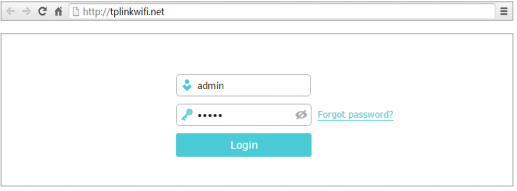 http://tplinkwifi.net
admin
•••••
Forgot password?
Login